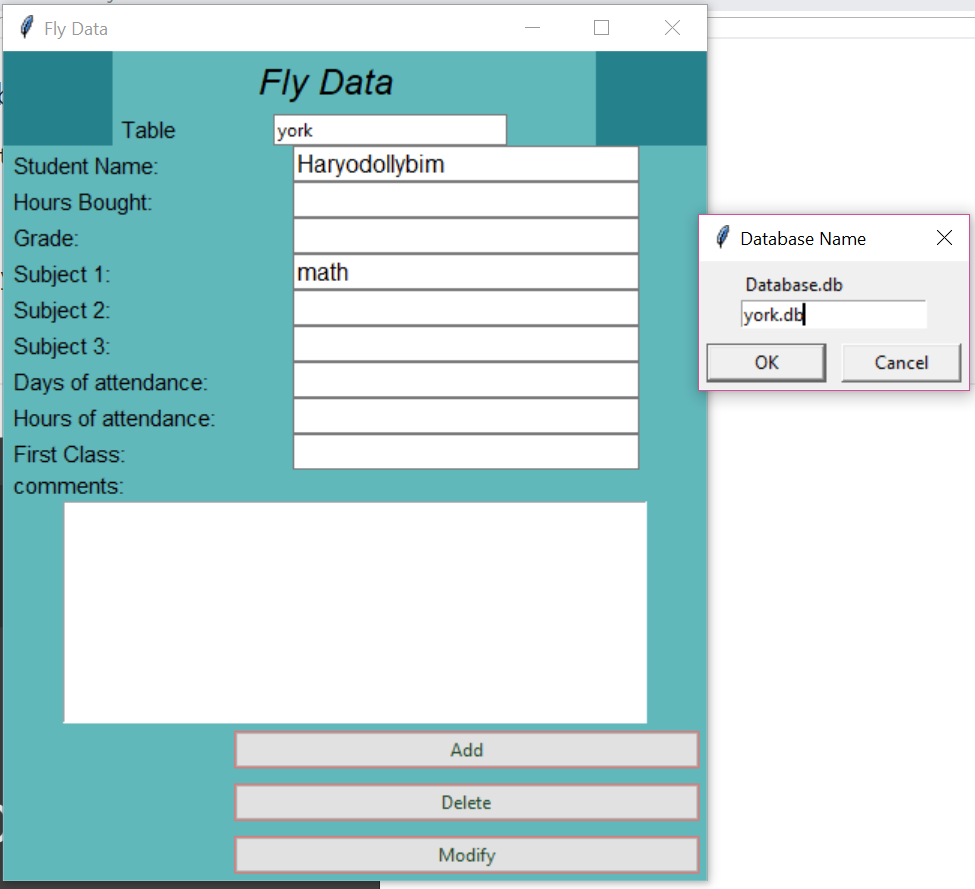 Fly Data
Fly Data
Table york
Student Name: Haryodollybim
Hours Bought:
Grade:
Subject 1: math
Subject 2:
Subject 3:
Days of attendance:
Hours of attendance:
First Class:
comments:
Add
Delete
Modify
Database Name
Database.db
york.db
OK Cancel